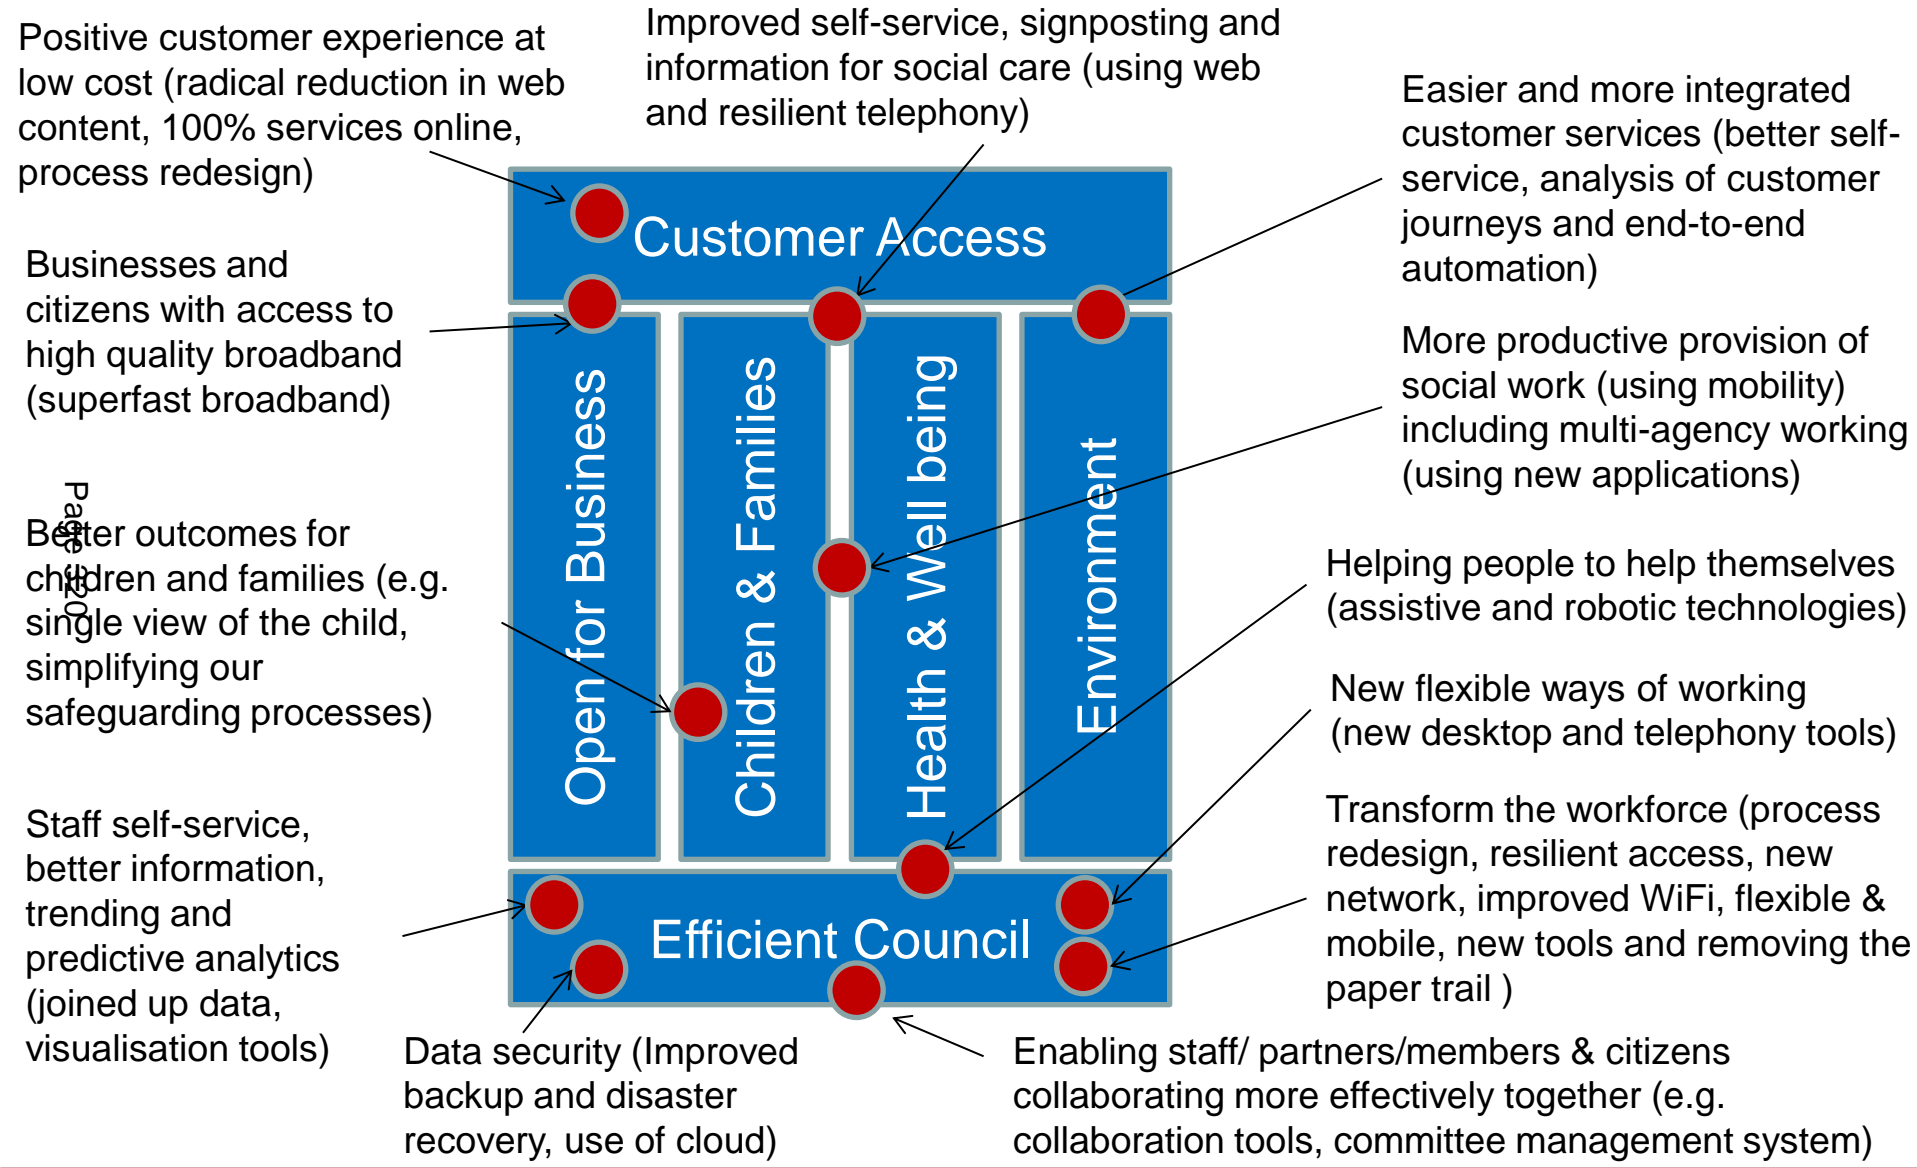 Positive customer experience at
low cost (radical reduction in web
content, 100% services online,
process redesign)
Improved self-service, signposting and
information for social care (using web
and resilient telephony)
Easier and more integrated
customer services (better self-
service, analysis of customer
journeys and end-to-end
automation)
Customer Access
Businesses and
citizens with access to
high quality broadband
(superfast broadband)
More productive provision of
social work (using mobility)
including multi-agency working
(using new applications)
Open for Business
Children & Families
Health & Well being
Environment
Better outcomes for
children and families (e.g.
single view of the child,
simplifying our
safeguarding processes)
Helping people to help themselves
(assistive and robotic technologies)
New flexible ways of working
(new desktop and telephony tools)
Staff self-service,
better information,
trending and
predictive analytics
(joined up data,
visualisation tools)
Transform the workforce (process
redesign, resilient access, new
network, improved WiFi, flexible &
mobile, new tools and removing the
paper trail )
Efficient Council
Data security (Improved
backup and disaster
recovery, use of cloud)
Enabling staff/ partners/members & citizens
collaborating more effectively together (e.g.
collaboration tools, committee management system)
Page